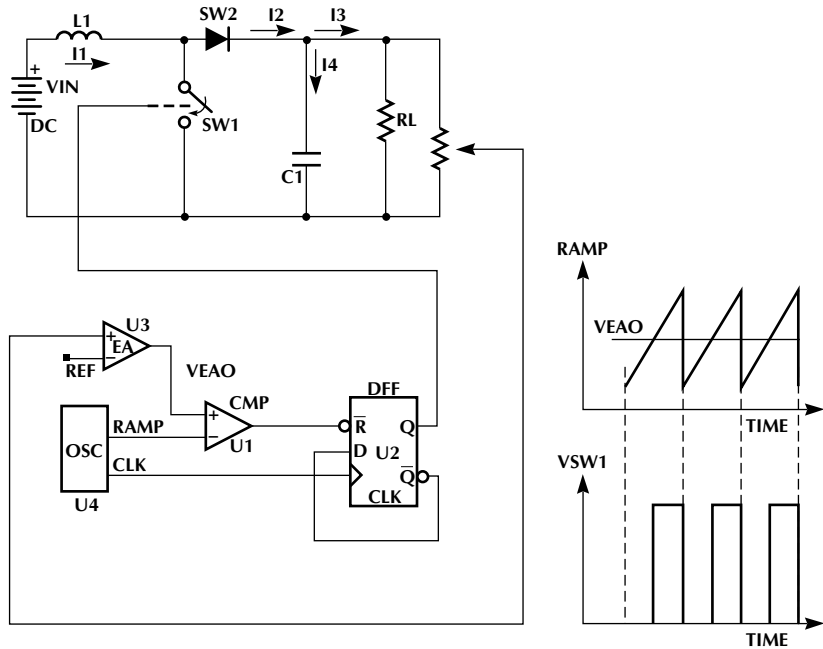 L1
SW2
I2
I3
I1
I4
+
VIN
DC
SW1
RL
C1
U3
+
EA
–
REF
VEAO
DFF
CMP
+
–
U1
R
Q
D
U2
Q
CLK
OSC
RAMP
CLK
U4
RAMP
VEAO
TIME
VSW1
TIME